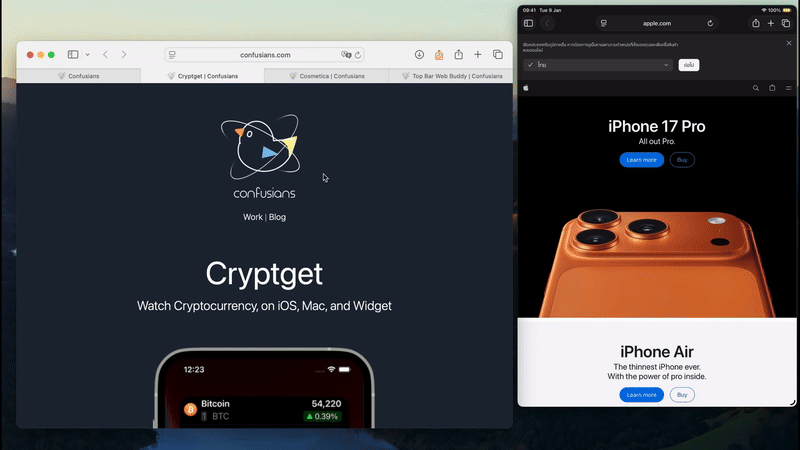 confusians.com
Confusians
Cryptget | Confusians
Cosmetica | Confusians
Top Bar Web Buddy | Confusians
confusians
Work | Blog
Cryptget
Watch Cryptocurrency, on iOS, Mac, and Widget
12:23
Bitcoin
54,220
1 BTC
0.39%
09:41 Tue 9 Jan
100%
apple.com
ไทย
ต่อไป
iPhone 17 Pro
All out Pro.
Learn more
Buy
iPhone Air
The thinnest iPhone ever.
With the power of pro inside.
Learn more
Buy